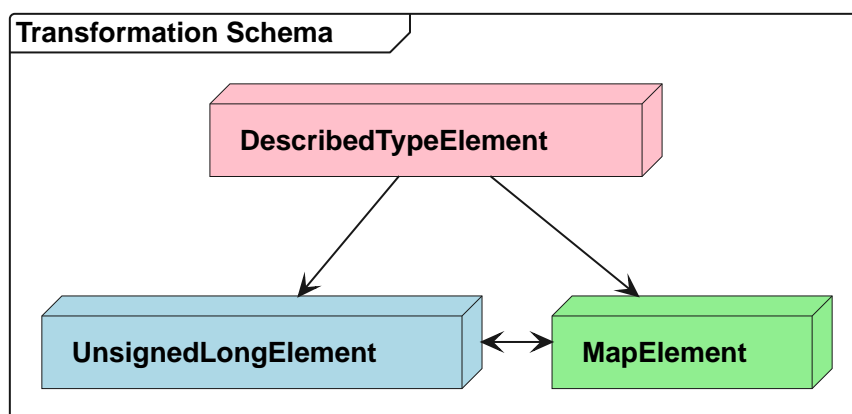 Transformation Schema
DescribedTypeElement
UnsignedLongElement
MapElement